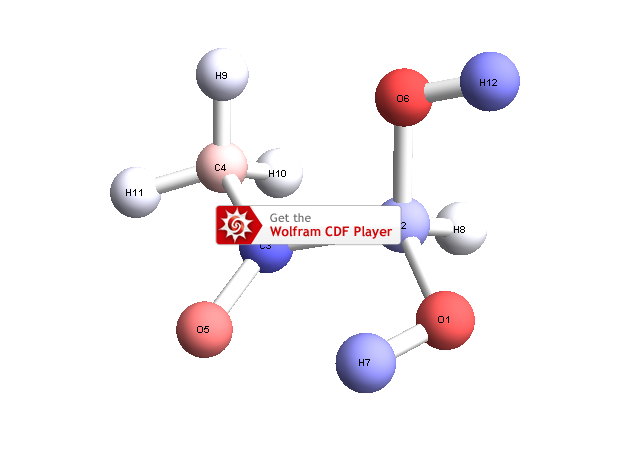 H9
H12
O6
C4
H10
H11
Get the
Wolfram CDF Player
2
H8
C3
O1
O5
H7